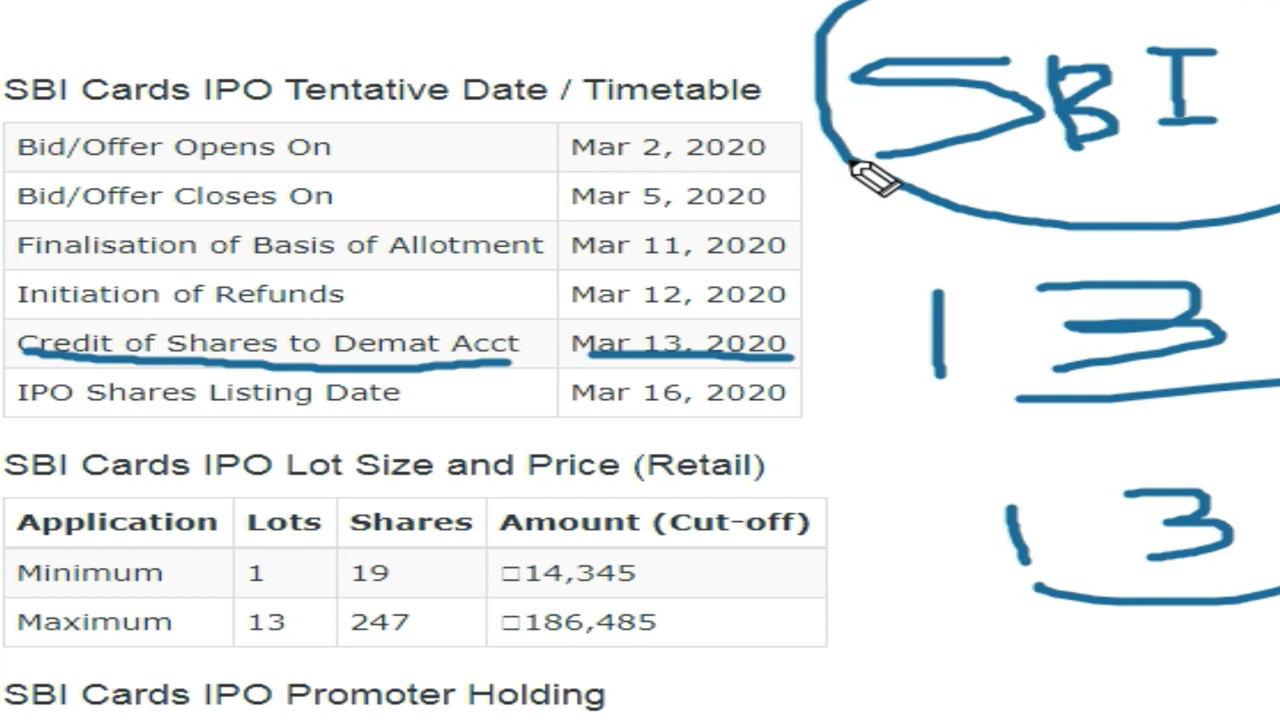 SBI Cards IPO Tentative Date / Timetable
Bid/Offer Opens On Mar 2, 2020
Bid/Offer Closes On Mar 5, 2020
Finalisation of Basis of Allotment Mar 11, 2020
Initiation of Refunds Mar 12, 2020
Credit of Shares to Demat Acct Mar 13, 2020
IPO Shares Listing Date Mar 16, 2020
SBI Cards IPO Lot Size and Price (Retail)
Application Lots Shares Amount (Cut-off)
Minimum 1 19 □14,345
Maximum 13 247 □186,485
SBI Cards IPO Promoter Holding
SBI
13
13